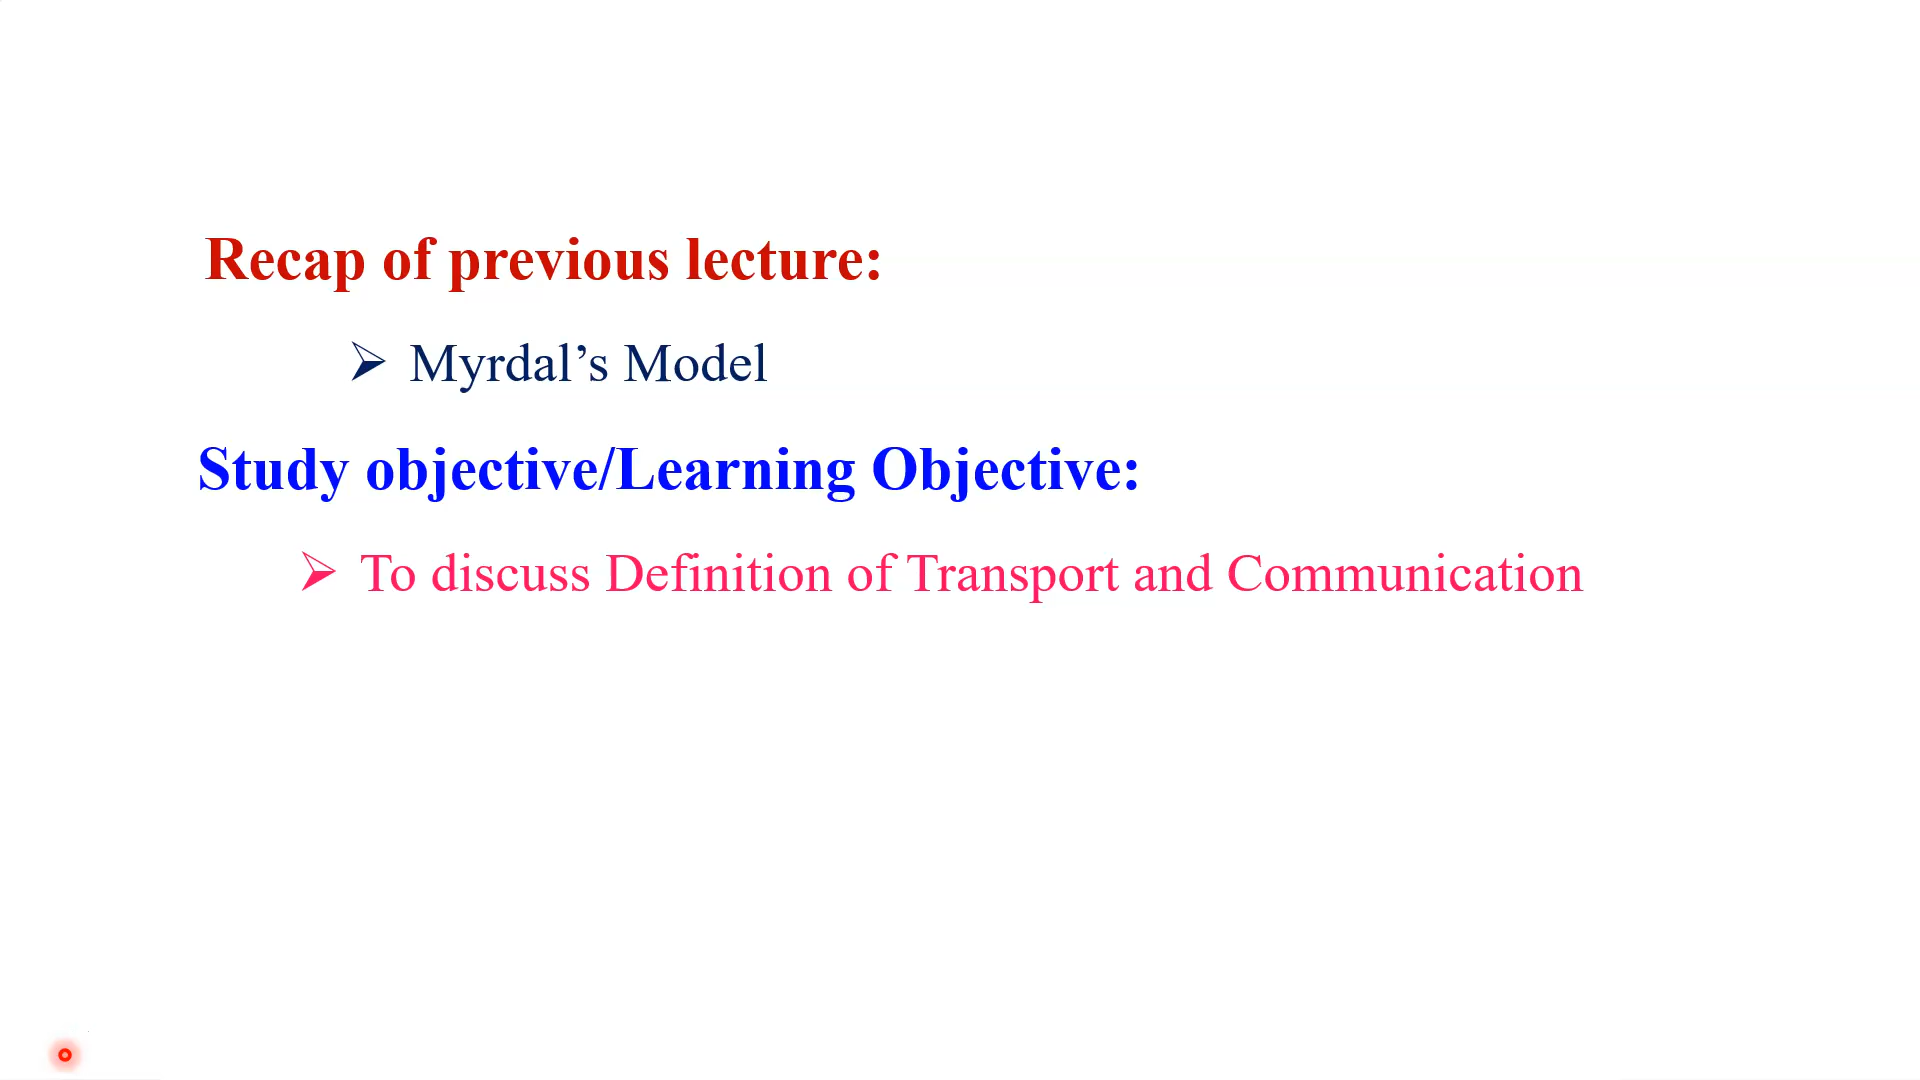 Recap of previous lecture:
➢ Myrdal’s Model
Study objective/Learning Objective:
➢ To discuss Definition of Transport and Communication